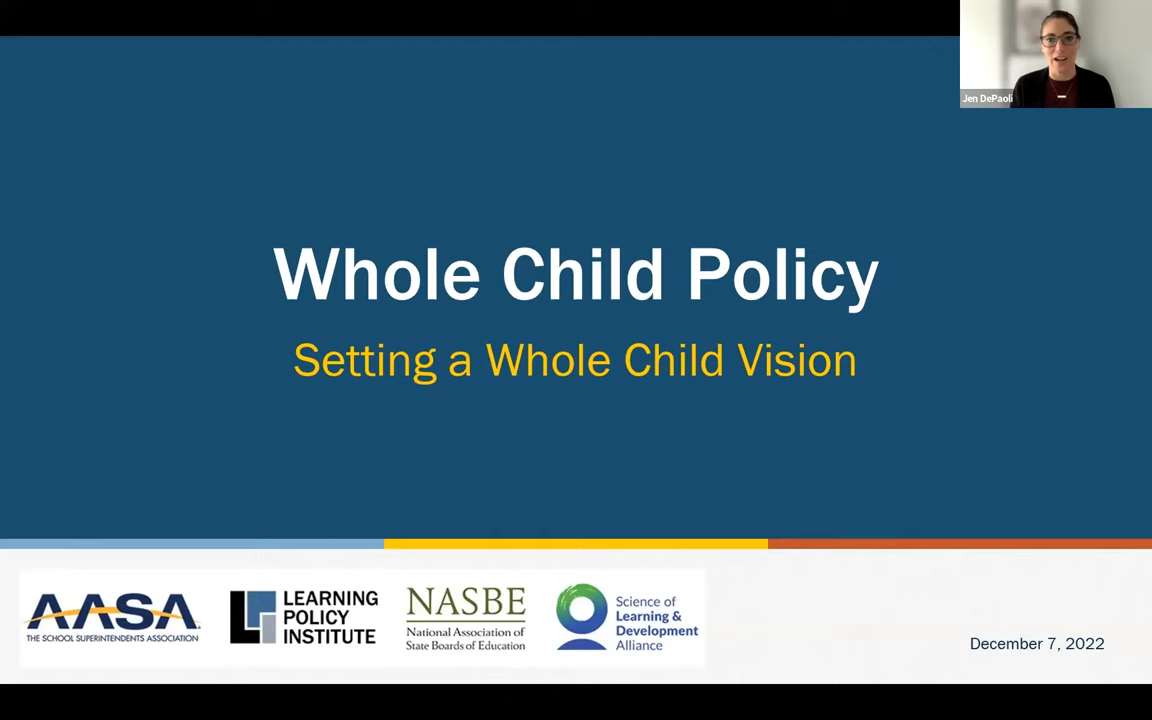 Jen DePaoli
Whole Child Policy
Setting a Whole Child Vision
AASA
THE SCHOOL SUPERINTENDENTS ASSOCIATION
LEARNING
POLICY
INSTITUTE
NASBE
National Association of
State Boards of Education
Science of
Learning &
Development
Alliance
December 7, 2022